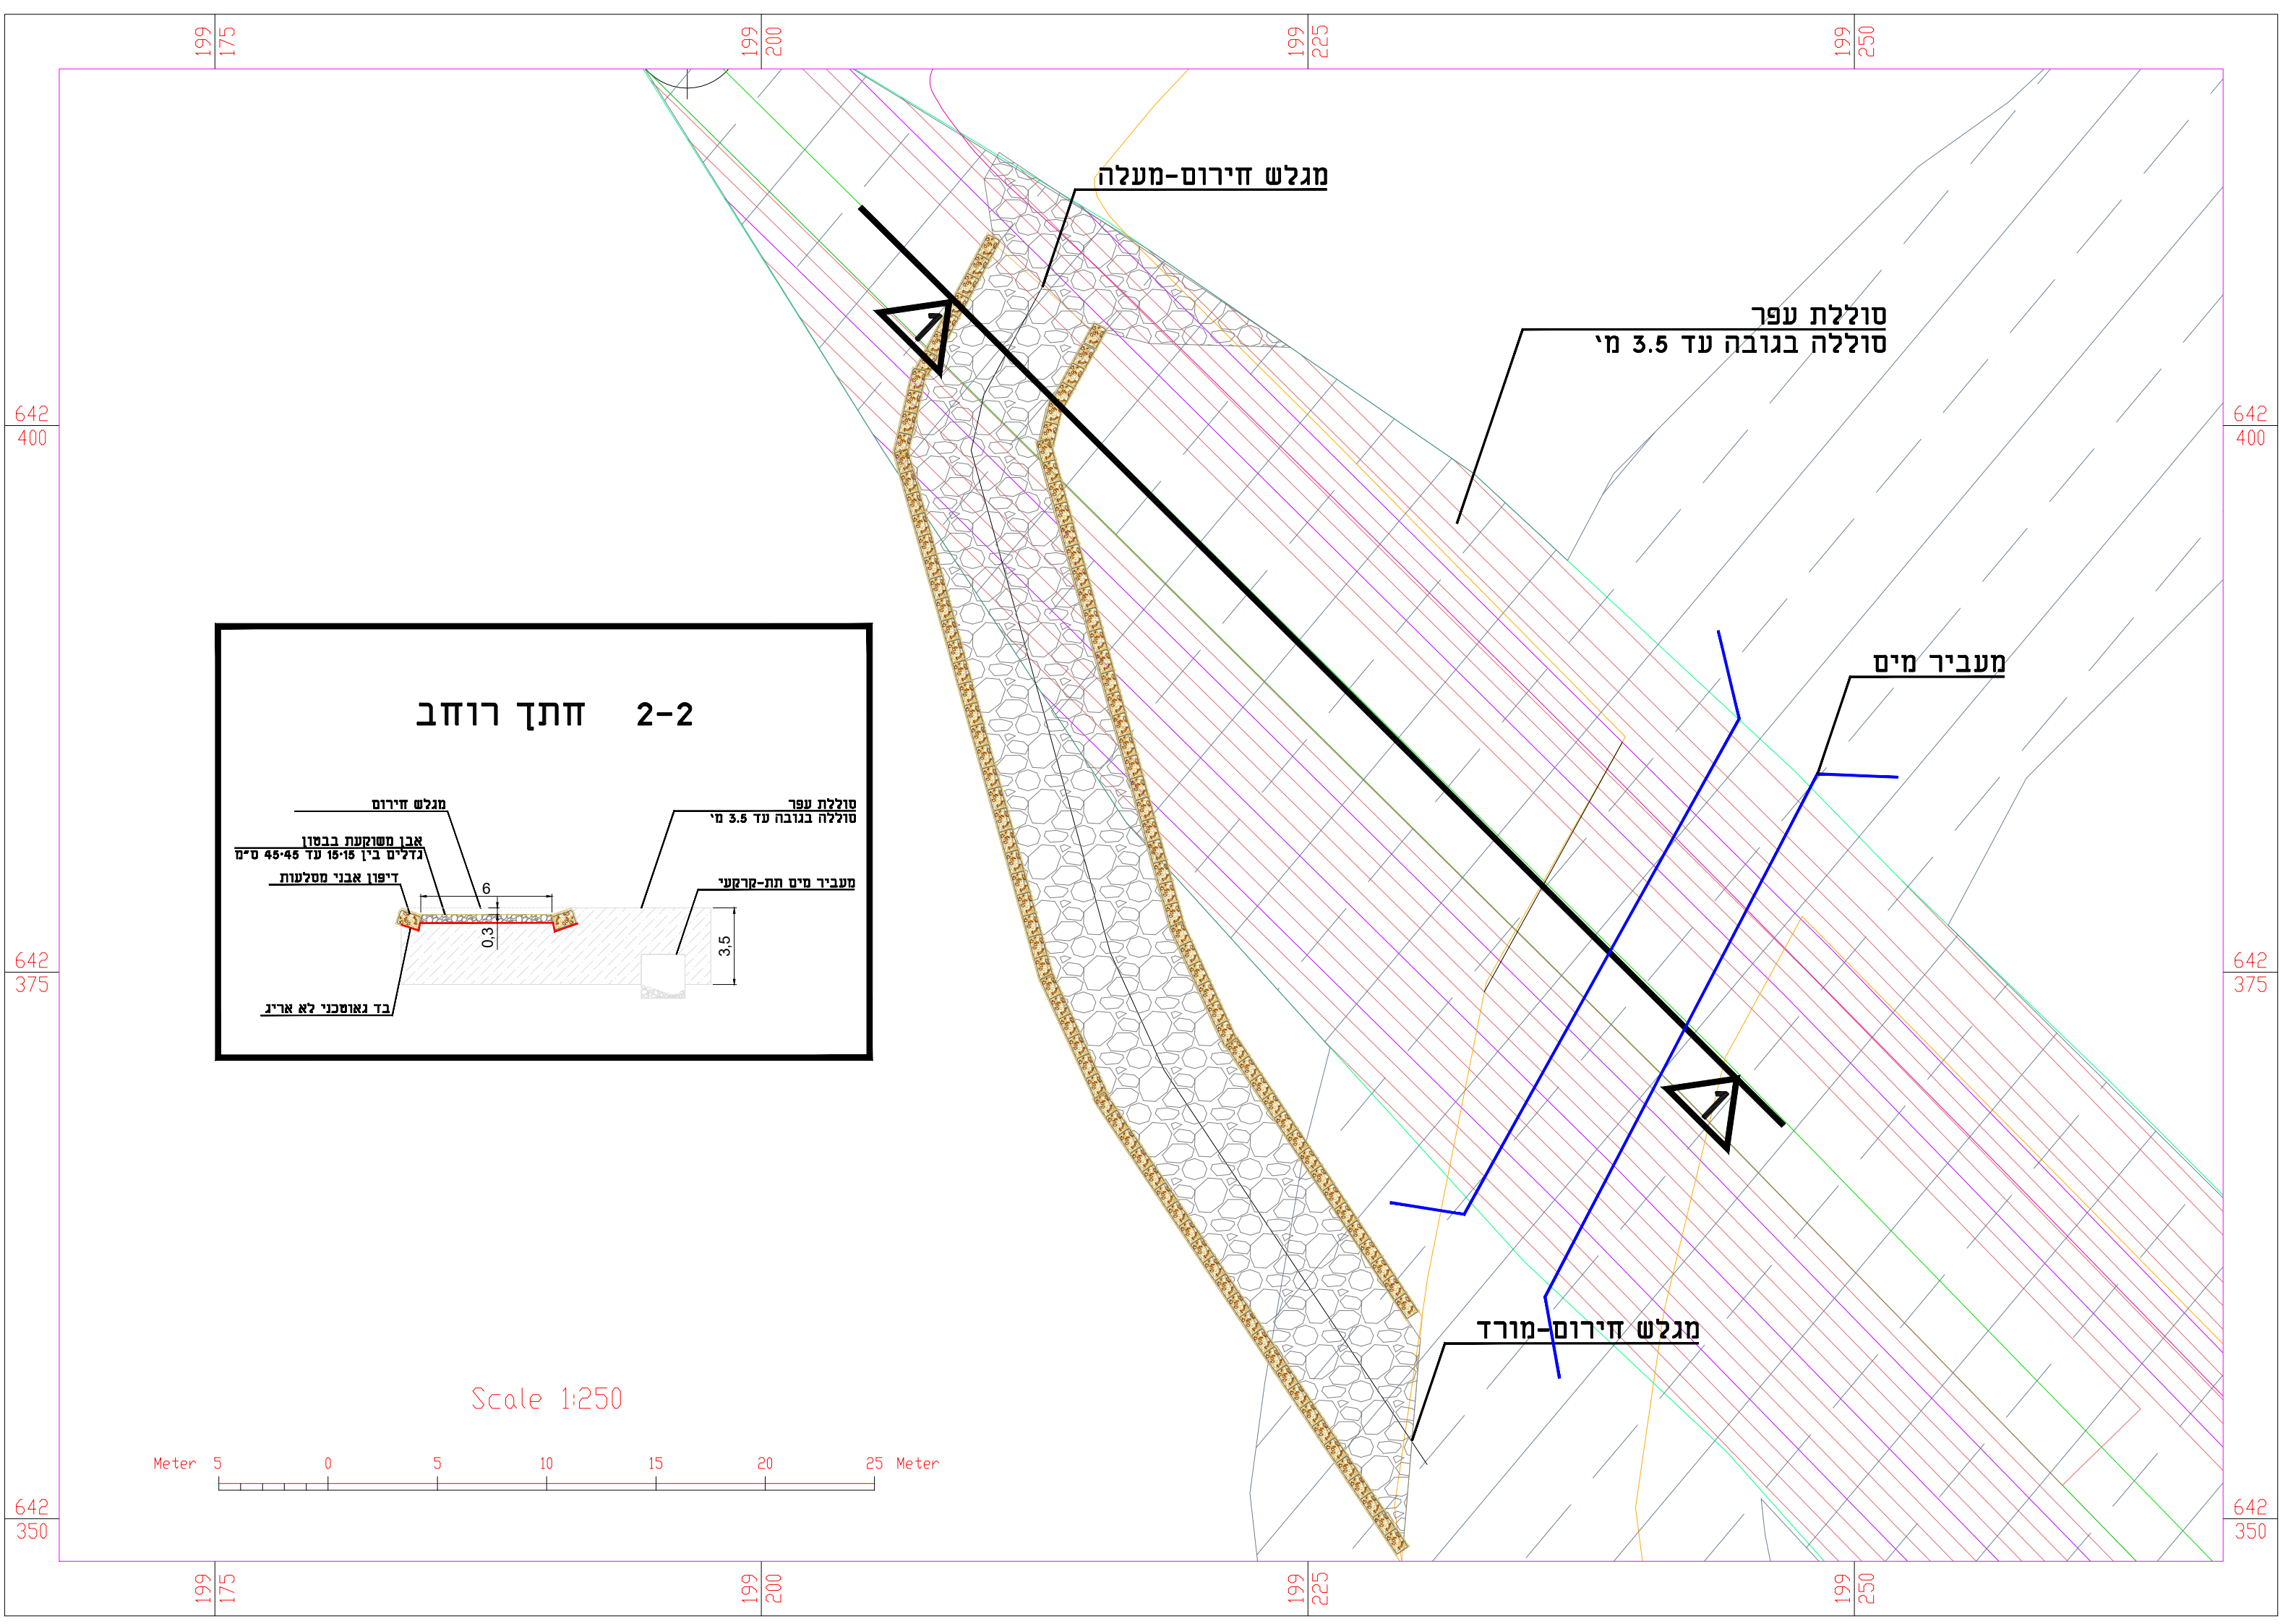 199 175
199 200
199 225
199 250
מגלש חירום-מעלה
סוללת עפר
סוללה בגובה עד 3.5 מ'
642
400
642
400
1
מעביר מים
חתך רוחב 2-2
מגלש חירום
סוללת עפר
סוללה בגובה עד 3.5 מ'
אבן משוקעת בבטון
גדלים בין 15*15 עד 45*45 ס"מ
דיפון אבני מסלעות
מעביר מים תת-קרקעי
6
0,3
3,5
בד גאוטכני לא אריג
642
375
642
375
1
מגלש חירום-מורד
Scale 1:250
Meter 5 0 5 10 15 20 25 Meter
642
350
642
350
199 175
199 200
199 225
199 250